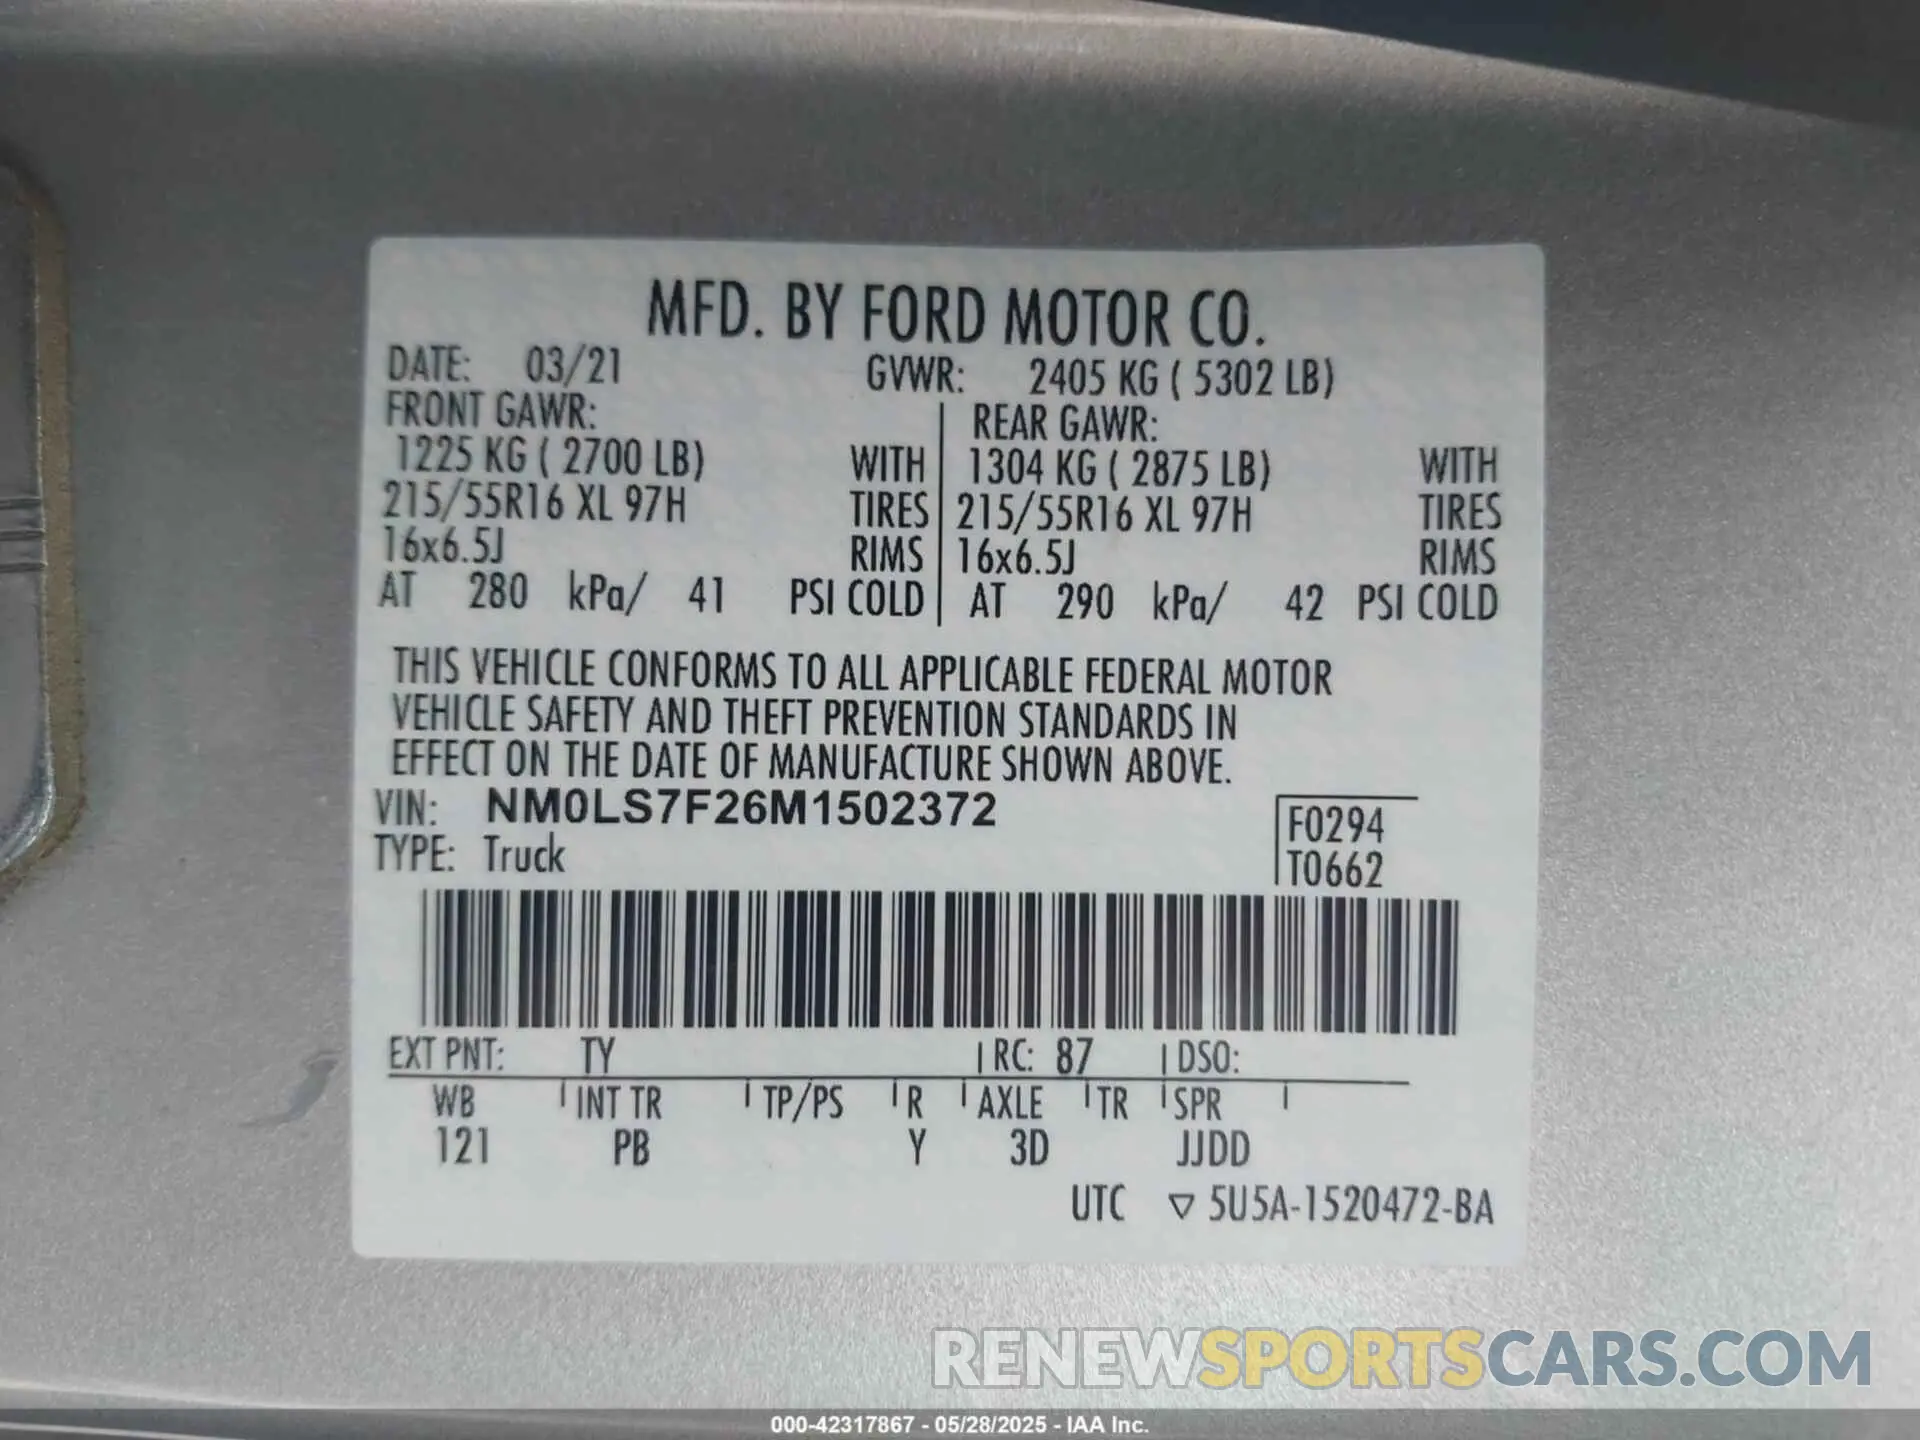 MFD. BY FORD MOTOR CO.
DATE: 03/21 GVWR: 2405 KG ( 5302 LB)
FRONT GAWR: REAR GAWR:
1225 KG ( 2700 LB) WITH 1304 KG ( 2875 LB) WITH
215/55R16 XL 97H TIRES 215/55R16 XL 97H TIRES
16x6.5J RIMS 16x6.5J RIMS
AT 280 kPa/ 41 PSI COLD AT 290 kPa/ 42 PSI COLD
THIS VEHICLE CONFORMS TO ALL APPLICABLE FEDERAL MOTOR
VEHICLE SAFETY AND THEFT PREVENTION STANDARDS IN
EFFECT ON THE DATE OF MANUFACTURE SHOWN ABOVE.
VIN: NM0LS7F26M1502372 F0294
TYPE: Truck T0662
EXT PNT: TY RC: 87 DSO:
WB INT TR TP/PS R AXLE TR SPR
121 PB Y 3D JJDD
UTC ▽ 5U5A-1520472-BA
RENEWSPORTSCARS.COM
000-42317867 - 05/28/2025 - IAA Inc.